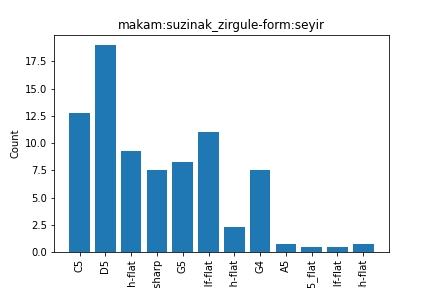 makam:suzinak_zirgule-form:seyir
17.5
15.0
12.5
10.0
7.5
5.0
2.5
0.0
Count
C5
D5
h-flat
sharp
G5
lf-flat
h-flat
G4
A5
5_flat
lf-flat
h-flat